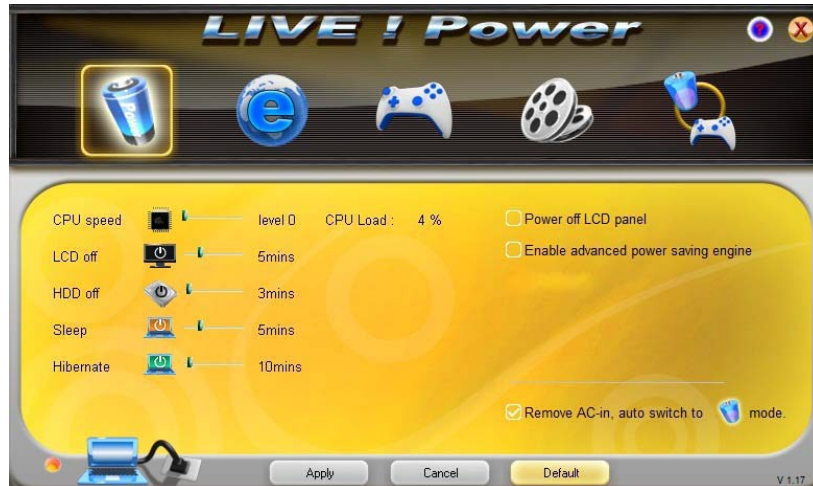 LIVE ! Power
Power
CPU speed level 0 CPU Load : 4 %
LCD off 5mins
HDD off 3mins
Sleep 5mins
Hibernate 10mins
Power off LCD panel
Enable advanced power saving engine
Remove AC-in, auto switch to mode.
Apply Cancel Default
V 1.17